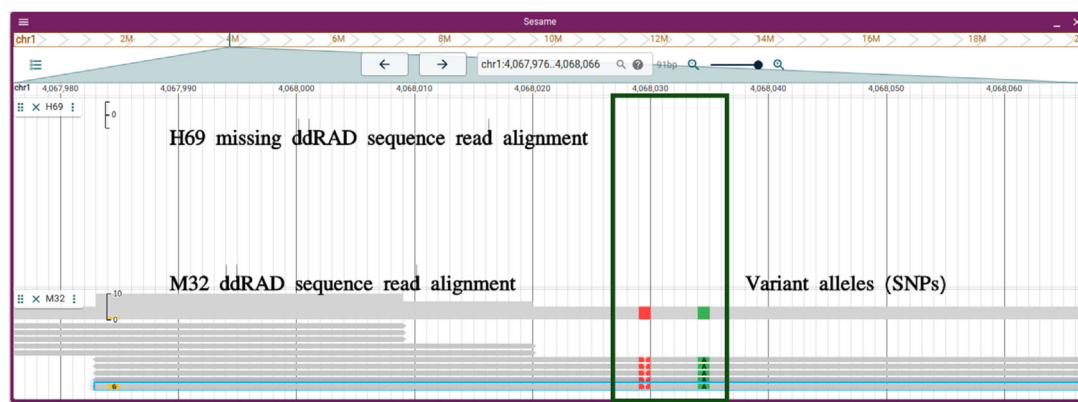 Sesame
chr1 2M 4M 6M 8M 10M 12M 14M 16M 18M
chr1:4,067,976..4,068,066 91bp
chr1 4,067,980 4,067,990 4,068,000 4,068,010 4,068,020 4,068,030 4,068,040 4,068,050 4,068,060
H69 0
H69 missing ddRAD sequence read alignment
M32 ddRAD sequence read alignment Variant alleles (SNPs)
M32 10
0
A
A
A
A
G A